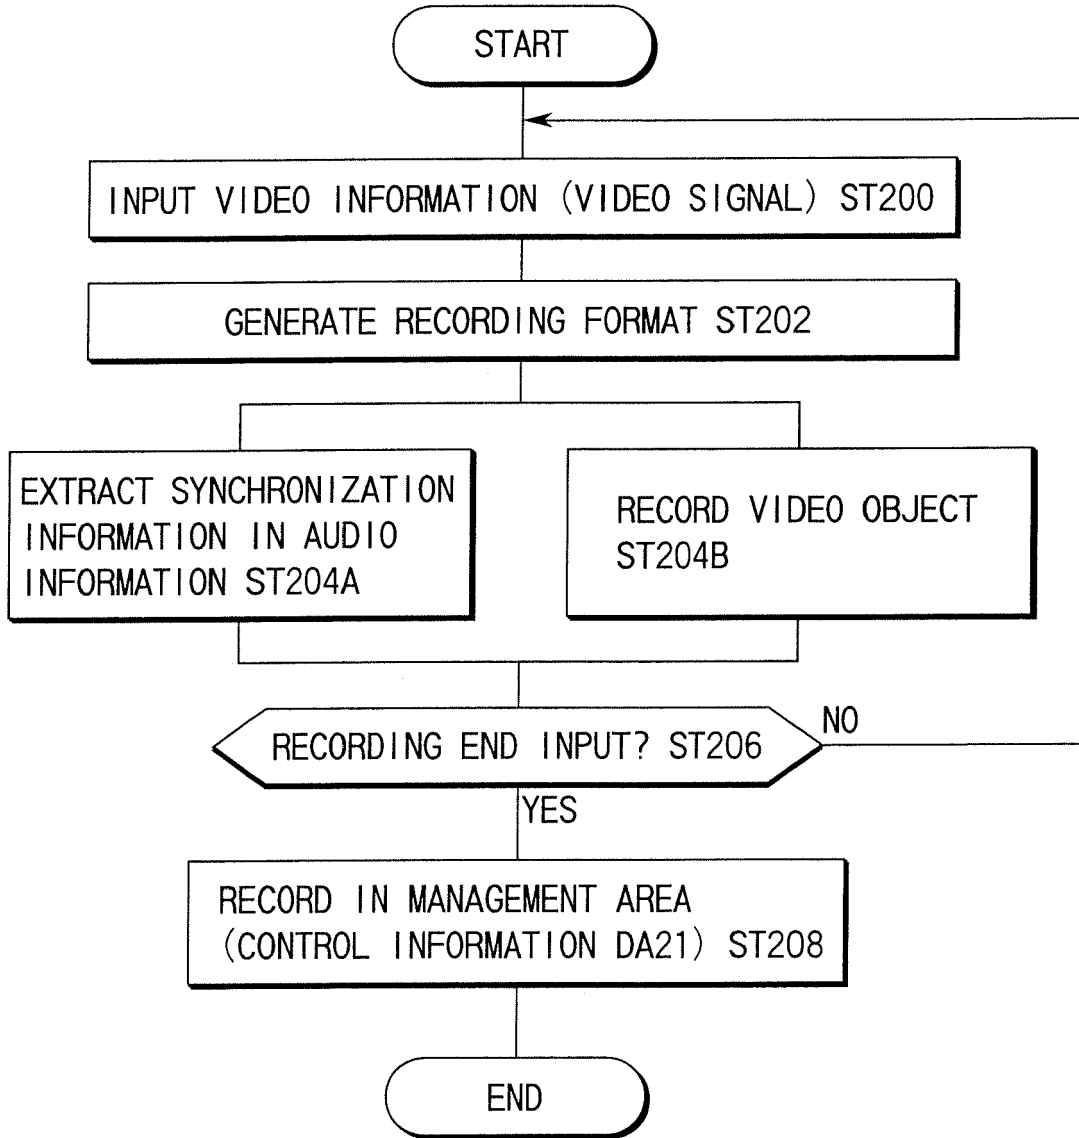 START
INPUT VIDEO INFORMATION (VIDEO SIGNAL) ST200
GENERATE RECORDING FORMAT ST202
EXTRACT SYNCHRONIZATION
INFORMATION IN AUDIO
INFORMATION ST204A
RECORD VIDEO OBJECT
ST204B
RECORDING END INPUT? ST206
NO
YES
RECORD IN MANAGEMENT AREA
(CONTROL INFORMATION DA21) ST208
END